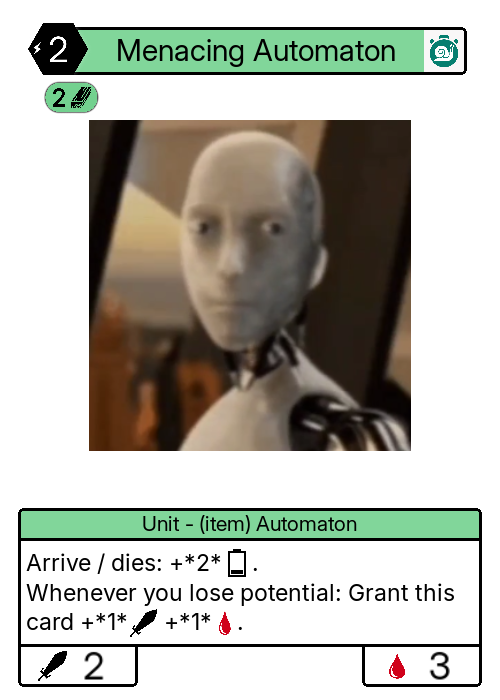 2 Menacing Automaton
2
Unit - (item) Automaton
Arrive / dies: +*2* .
Whenever you lose potential: Grant this
card +*1* +*1* .
2 3